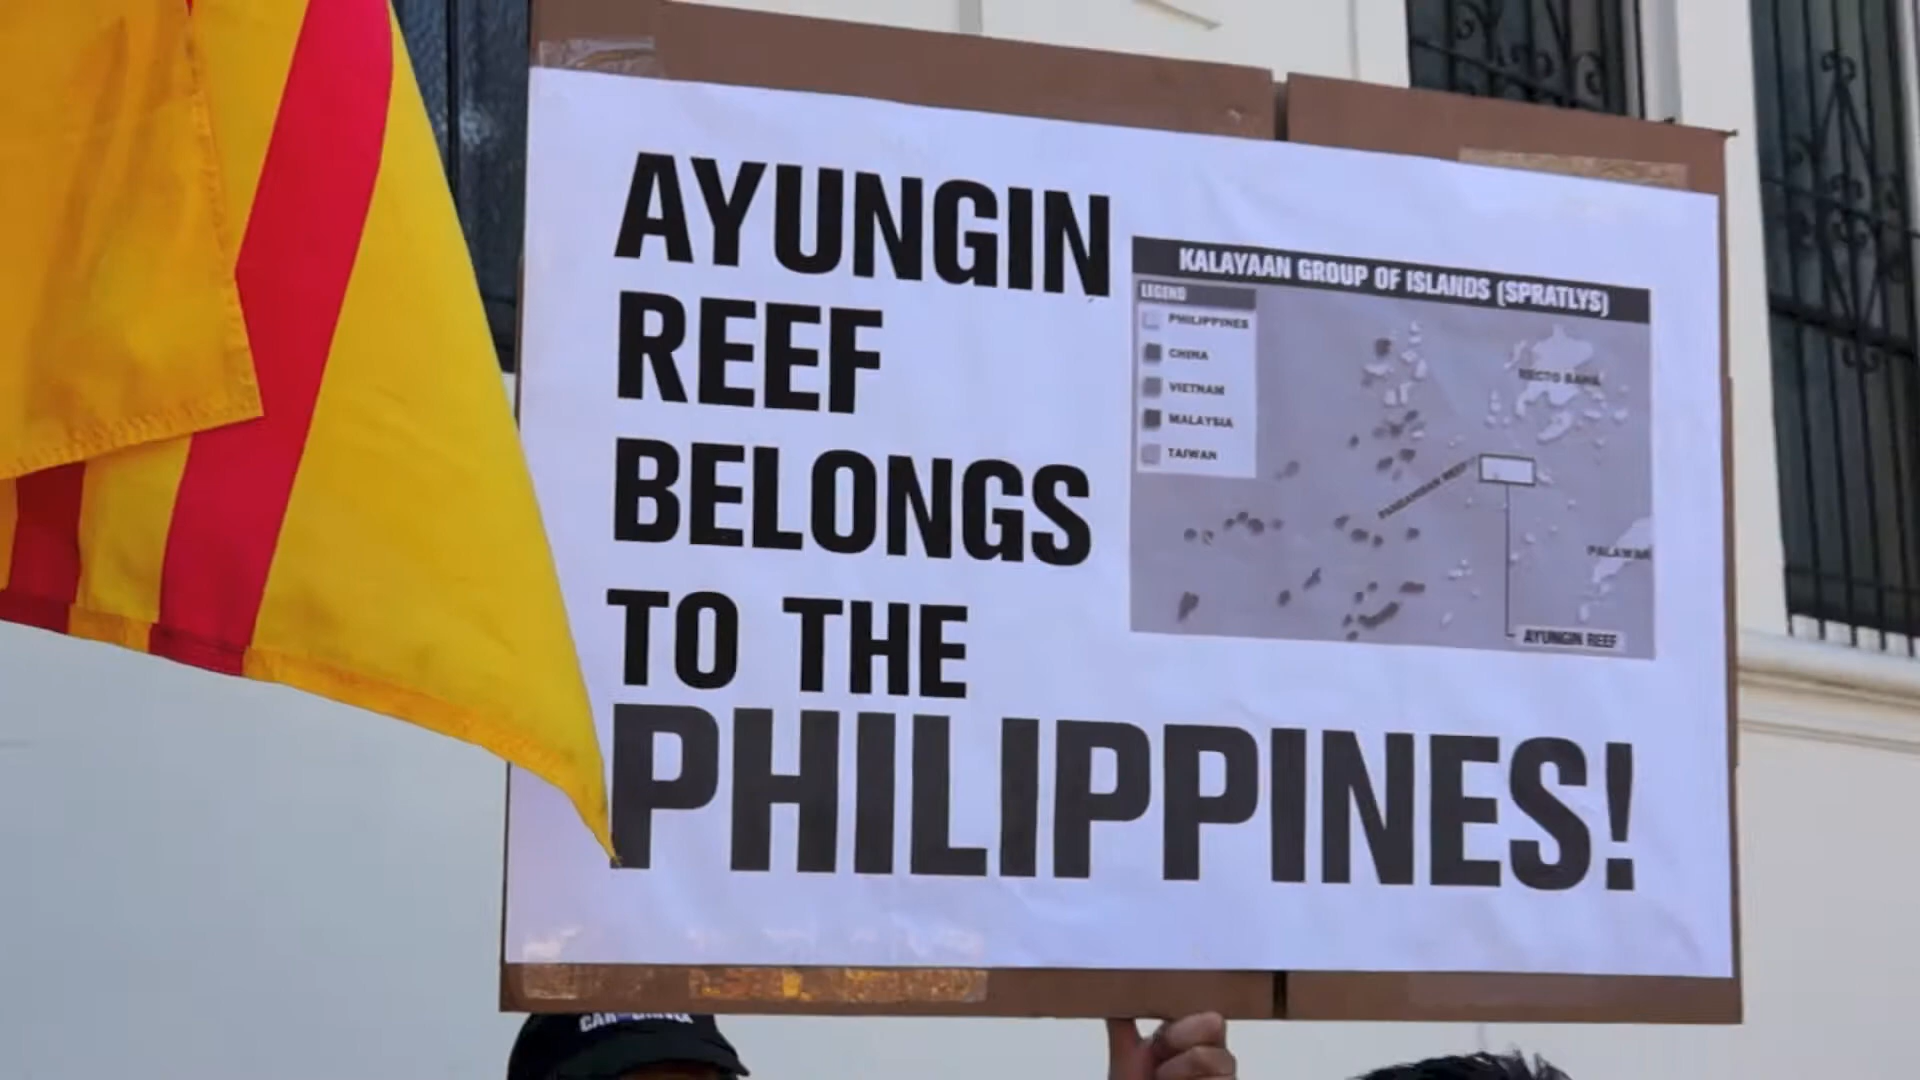 AYUNGIN
REEF
BELONGS
TO THE
PHILIPPINES!
KALAYAAN GROUP OF ISLANDS (SPRATLYS)
LEGEND
PHILIPPINES
CHINA
VIETNAM
MALAYSIA
TAIWAN
RECTO BANK
PALAWAN
AYUNGIN REEF